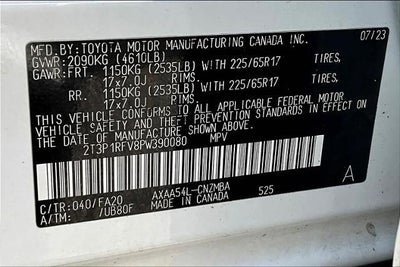 MFD. BY: TOYOTA MOTOR MANUFACTURING CANADA INC. 07/23
GVWR: 2090KG (4610LB)
GAWR: FRT. 1150KG (2535LB) WITH 225/65R17 TIRES,
17x7.0J RIMS,
RR. 1150KG (2535LB) WITH 225/65R17 TIRES,
17x7.0J RIMS,
THIS VEHICLE CONFORMS TO ALL APPLICABLE FEDERAL MOTOR
VEHICLE SAFETY AND THEFT PREVENTION STANDARDS IN EFFECT ON
THE DATE OF MANUFACTURE SHOWN ABOVE.
2T3P1RFV8PW390080 MPV
C/TR: 040/FA20 AXAA54L-CNZMBA 525 A
A/TM: /UB80F MADE IN CANADA